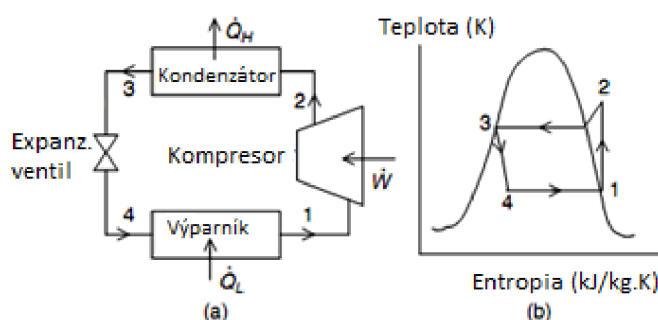 Q̇H
Kondenzátor
3
2
Expanz.
ventil
Kompresor
Ẇ
4
Výparník
1
Q̇L
(a)
Teplota (K)
2
3
4
1
Entropia (kJ/kg.K)
(b)